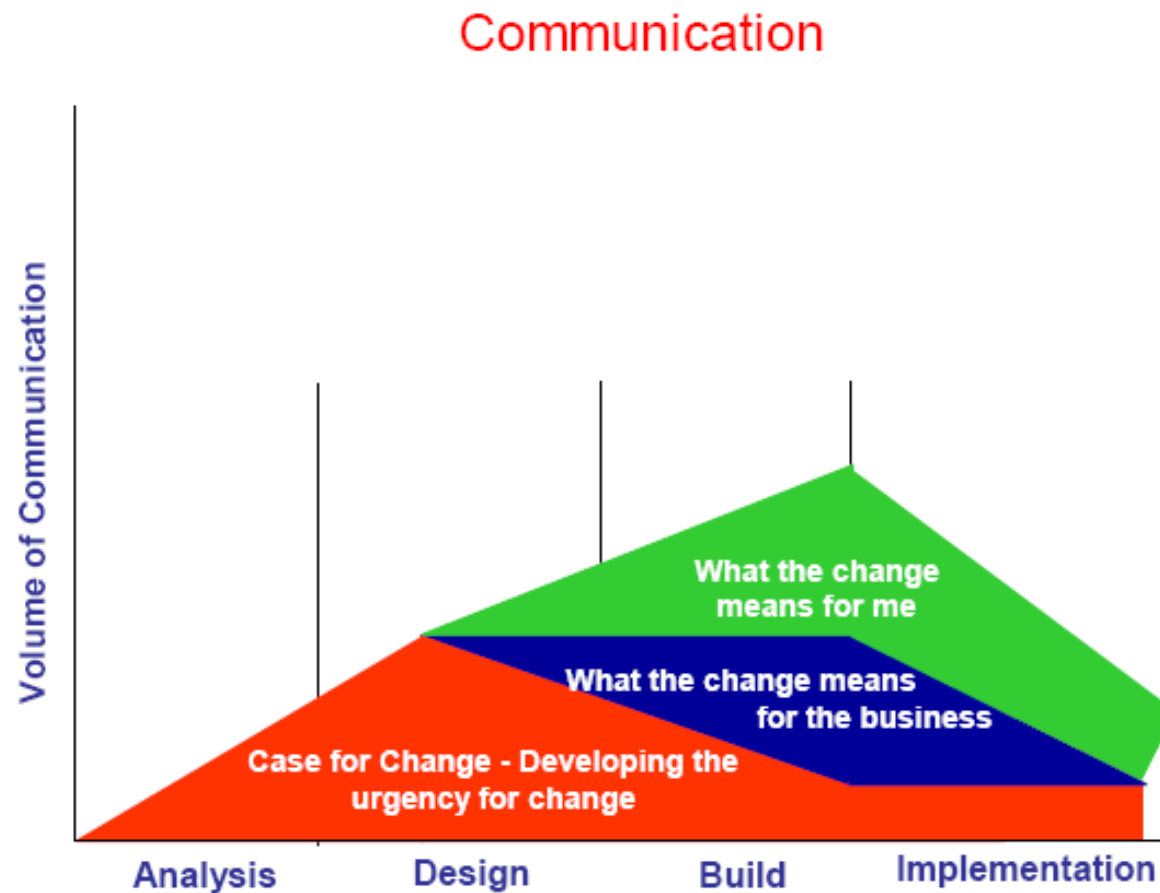 Communication
Volume of Communication
What the change
means for me
What the change means
for the business
Case for Change - Developing the
urgency for change
Analysis
Design
Build
Implementation